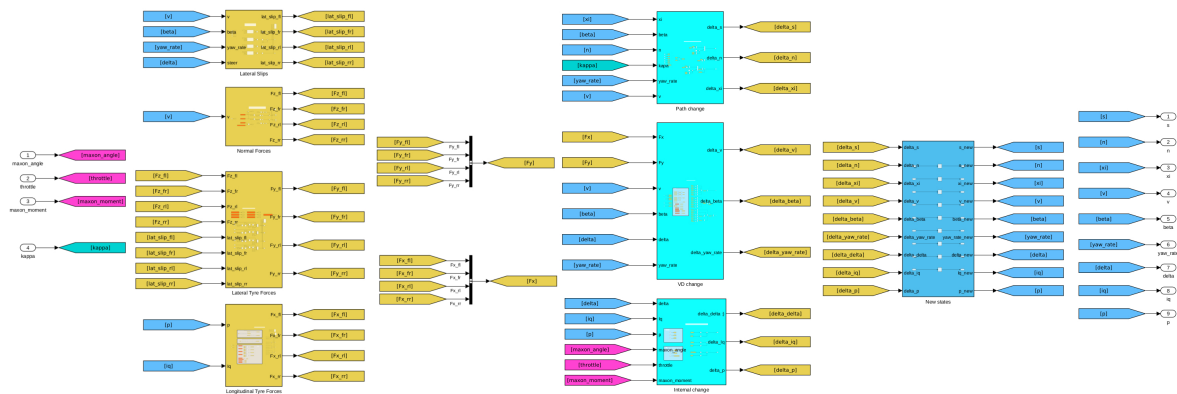 [v]
[beta]
[yaw_rate]
[delta]
v
beta
yaw_rate
lat_slip_fl
lat_slip_fr
lat_slip_rl
lat_slip_rr
[lat_slip_fl]
[lat_slip_fr]
[lat_slip_rl]
[lat_slip_rr]
Lateral Slips
[v]
v
Fz_fl
Fz_fr
Fz_rl
Fz_rr
[Fz_fl]
[Fz_fr]
[Fz_rl]
[Fz_rr]
Normal Forces
1
maxon_angle
[maxon_angle]
2
throttle
[throttle]
3
maxon_moment
[maxon_moment]
4
kappa
[kappa]
[Fz_fl]
[Fz_fr]
[Fz_rl]
[Fz_rr]
[lat_slip_fl]
[lat_slip_fr]
[lat_slip_rl]
[lat_slip_rr]
Fz_fl
Fz_fr
Fz_rl
Fz_rr
lat_slip_fl
lat_slip_fr
lat_slip_rl
lat_slip_rr
Fy_fl
Fy_fr
Fy_rl
Fy_rr
[Fy_fl]
[Fy_fr]
[Fy_rl]
[Fy_rr]
Lateral Tyre Forces
[p]
[iq]
p
iq
Fx_fl
Fx_fr
Fx_rl
Fx_rr
[Fx_fl]
[Fx_fr]
[Fx_rl]
[Fx_rr]
Longitudinal Tyre Forces
[Fy_fl]
[Fy_fr]
[Fy_rl]
[Fy_rr]
Fy_fl
Fy_fr
Fy_rl
Fy_rr
[Fy]
[Fx_fl]
[Fx_fr]
[Fx_rl]
[Fx_rr]
Fx_fl
Fx_fr
Fx_rl
Fx_rr
[Fx]
[xi]
[beta]
[n]
[kappa]
[yaw_rate]
[v]
xi
beta
n
yaw_rate
v
delta_s
delta_n
delta_xi
[delta_s]
[delta_n]
[delta_xi]
Path change
[Fx]
[Fy]
[v]
[beta]
[delta]
[yaw_rate]
Fx
Fy
v
beta
delta
yaw_rate
delta_v
delta_beta
delta_yaw_rate
[delta_v]
[delta_beta]
[delta_yaw_rate]
VD change
[delta]
[iq]
[p]
[maxon_angle]
[throttle]
[maxon_moment]
delta
iq
p
maxon_angle
throttle
maxon_moment
delta_delta_1
delta_iq
delta_p
[delta_delta]
[delta_iq]
[delta_p]
Internal change
[delta_s]
[delta_n]
[delta_xi]
[delta_v]
[delta_beta]
[delta_yaw_rate]
[delta_delta]
[delta_iq]
[delta_p]
delta_s
delta_n
delta_xi
delta_v
delta_beta
delta_yaw_rate
delta_delta
delta_iq
delta_p
s_new
n_new
xi_new
v_new
beta_new
yaw_rate_new
delta_new
iq_new
p_new
[s]
[n]
[xi]
[v]
[beta]
[yaw_rate]
[delta]
[iq]
[p]
New states
[s]
1
s
[n]
2
n
[xi]
3
xi
[v]
4
v
[beta]
5
beta
[yaw_rate]
6
[delta]
7
delta
[iq]
8
iq
[p]
9
p